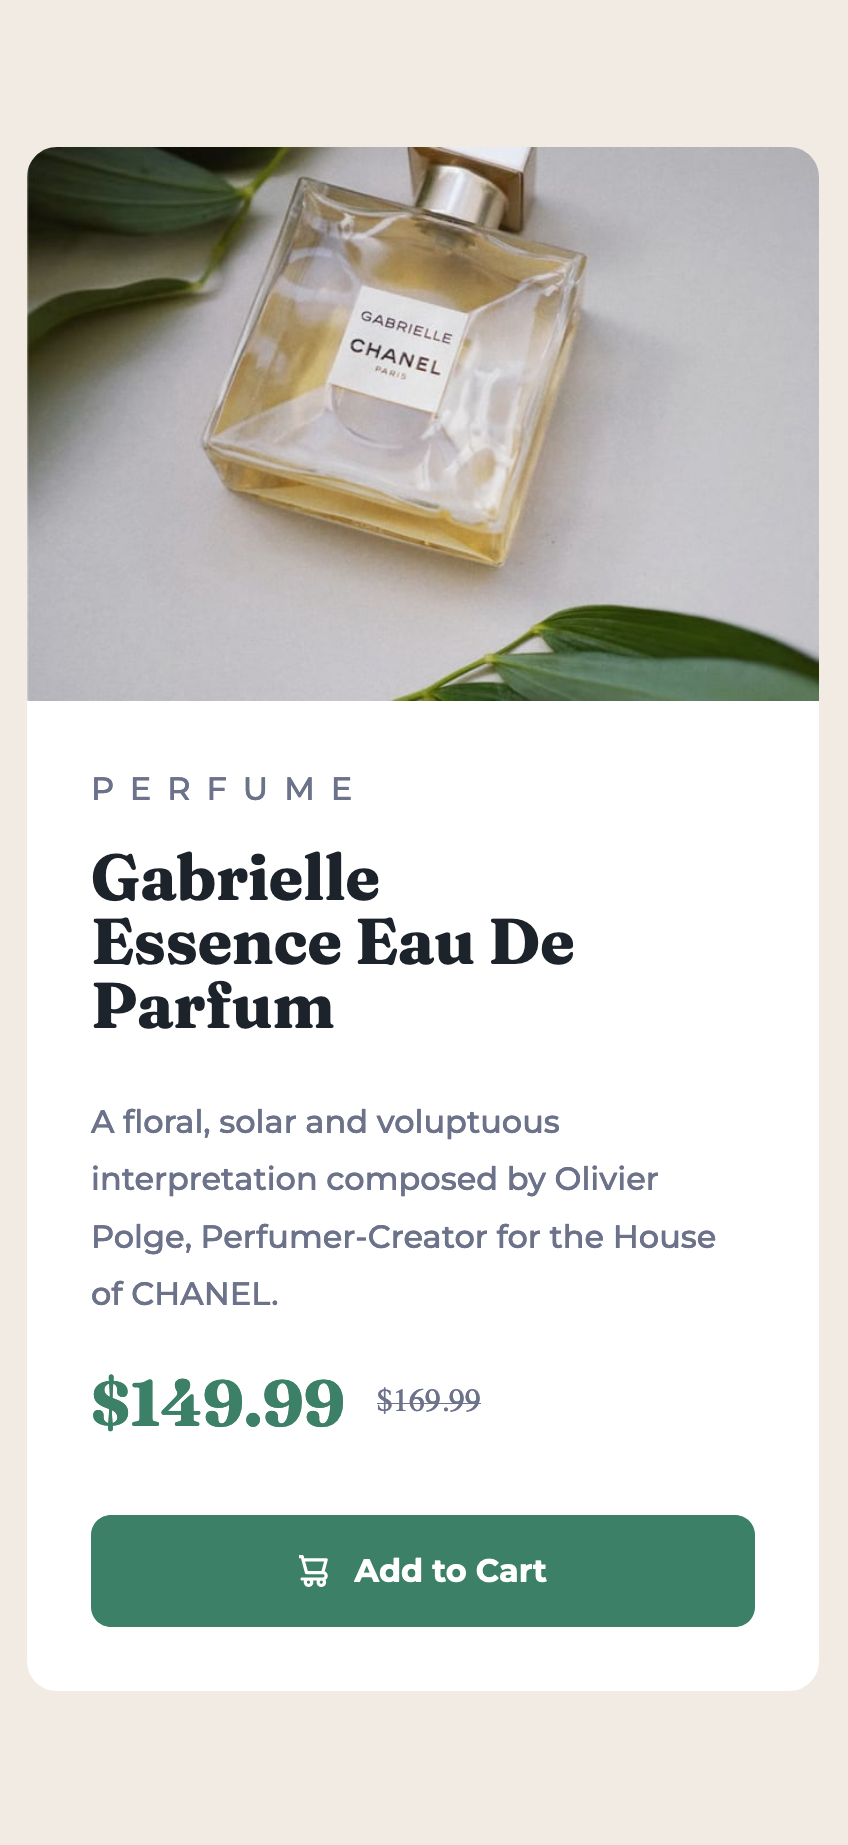 GABRIELLE
CHANEL
PARIS
PERFUME
Gabrielle
Essence Eau De
Parfum
A floral, solar and voluptuous
interpretation composed by Olivier
Polge, Perfumer-Creator for the House
of CHANEL.
$149.99 $169.99
Add to Cart